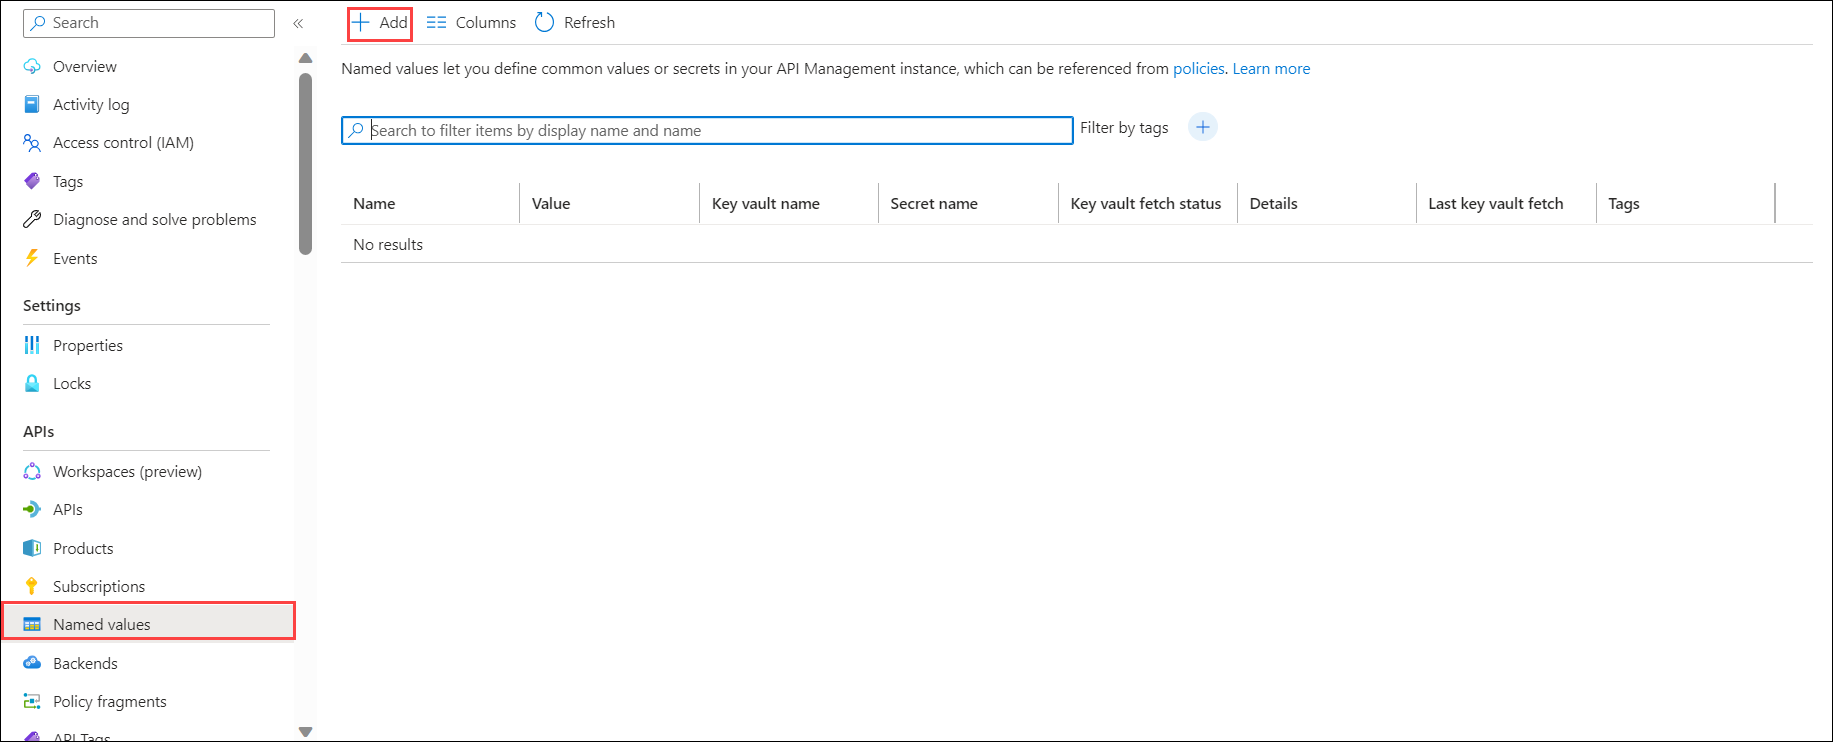 Search
«
Overview
Activity log
Access control (IAM)
Tags
Diagnose and solve problems
Events
Settings
Properties
Locks
APIs
Workspaces (preview)
APIs
Products
Subscriptions
Named values
Backends
Policy fragments
API Tags
Add Columns Refresh
Named values let you define common values or secrets in your API Management instance, which can be referenced from policies. Learn more
Search to filter items by display name and name Filter by tags
Name Value Key vault name Secret name Key vault fetch status Details Last key vault fetch Tags
No results